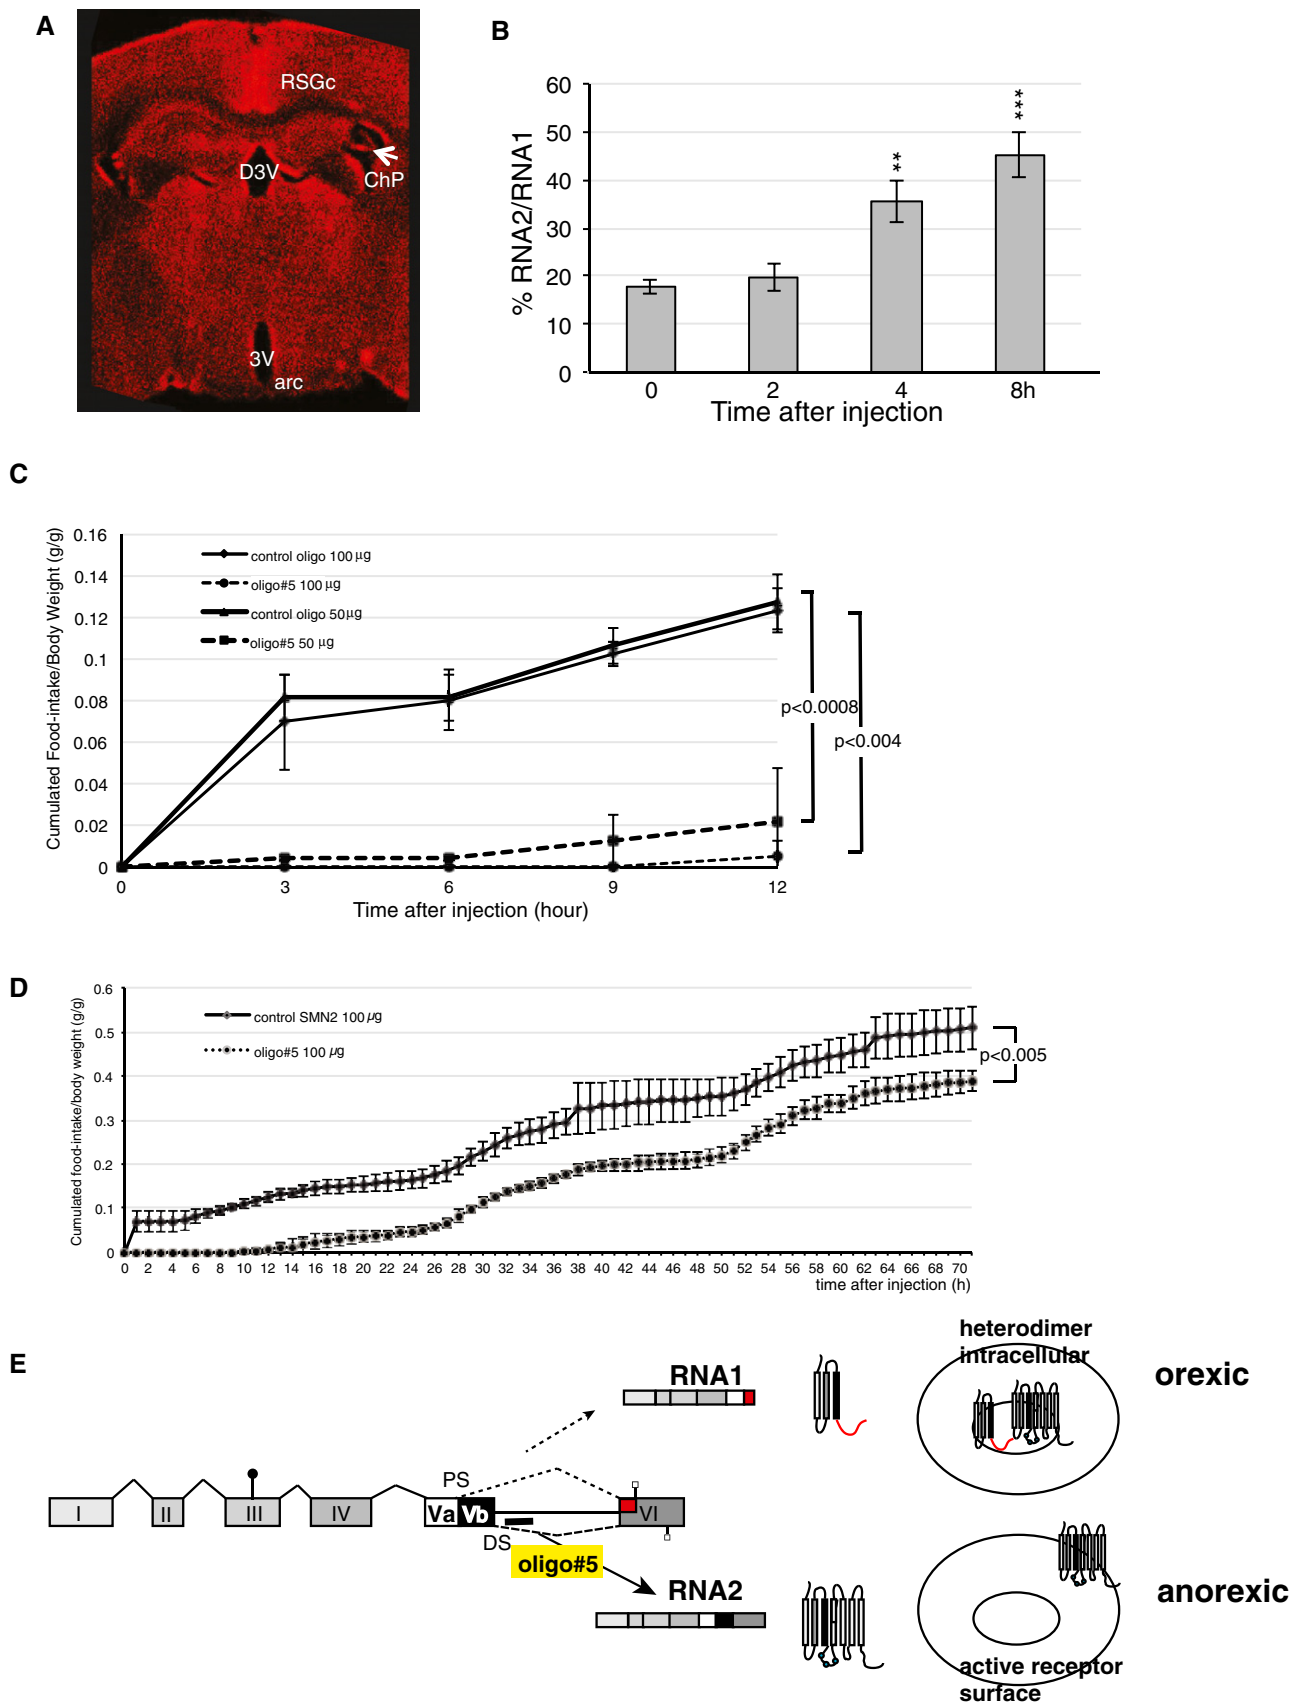 A
RSGc
D3V
ChP
3V
arc
B
% RNA2/RNA1
60
50
40
30
20
10
0
**
***
0 2 4 8h
Time after injection
C
Cumulated Food-intake/Body Weight (g/g)
0.16
0.14
0.12
0.1
0.08
0.06
0.04
0.02
0
control oligo 100 µg
oligo#5 100 µg
control oligo 50µg
oligo#5 50 µg
p<0.0008
p<0.004
0 3 6 9 12
Time after injection (hour)
D
Cumulated food-intake/body weight (g/g)
0.6
0.5
0.4
0.3
0.2
0.1
0
control SMN2 100µg
oligo#5 100 µg
p<0.005
0 2 4 6 8 10 12 14 16 18 20 22 24 26 28 30 32 34 36 38 40 42 44 46 48 50 52 54 56 58 60 62 64 66 68 70
time after injection (h)
E
RNA1
heterodimer
intracellular
orexic
PS
I II III IV Va Vb VI
DS
oligo#5
RNA2
anorexic
active receptor
surface